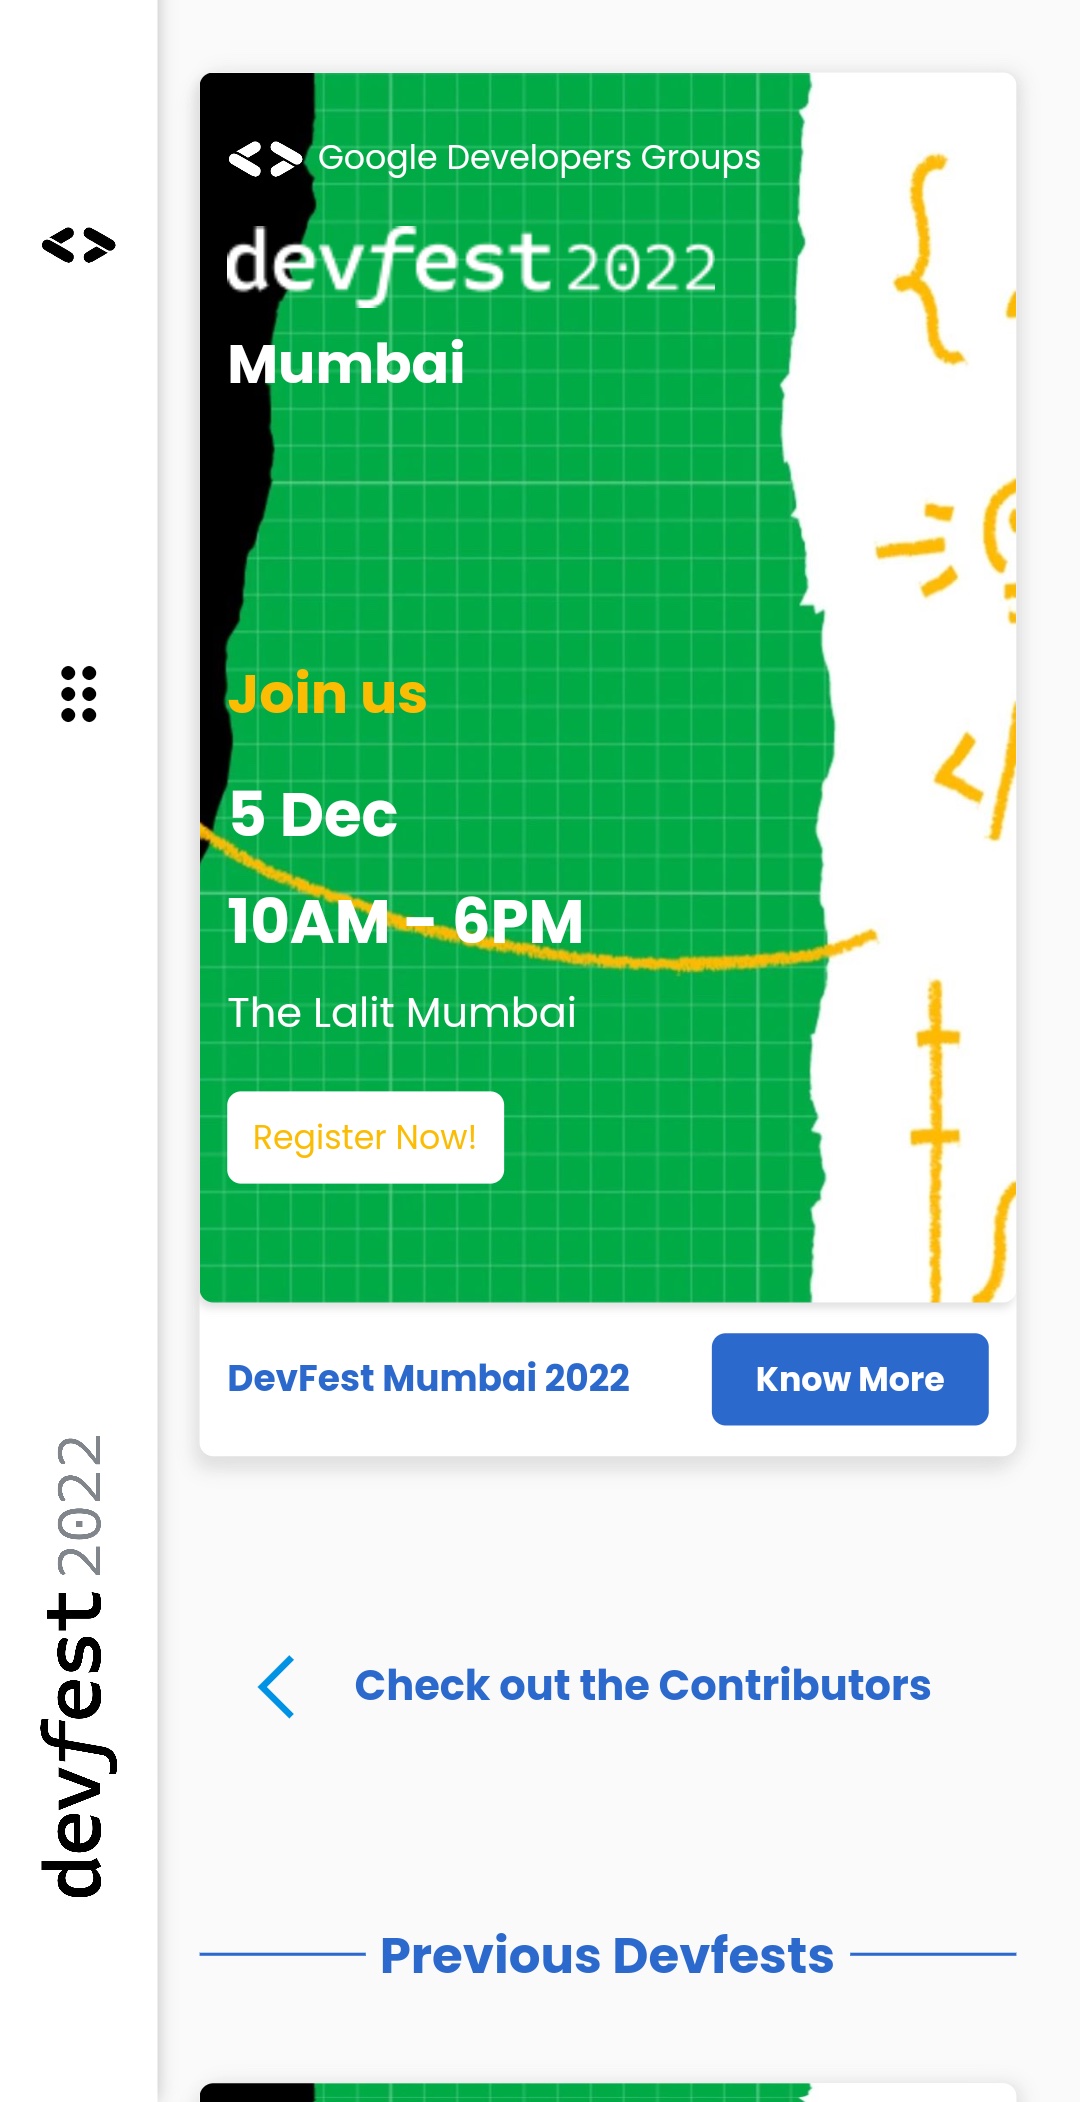 Google Developers Groups
devfest 2022
Mumbai
Join us
5 Dec
10AM - 6PM
The Lalit Mumbai
Register Now!
DevFest Mumbai 2022
Know More
Check out the Contributors
Previous Devfests
devfest 2022